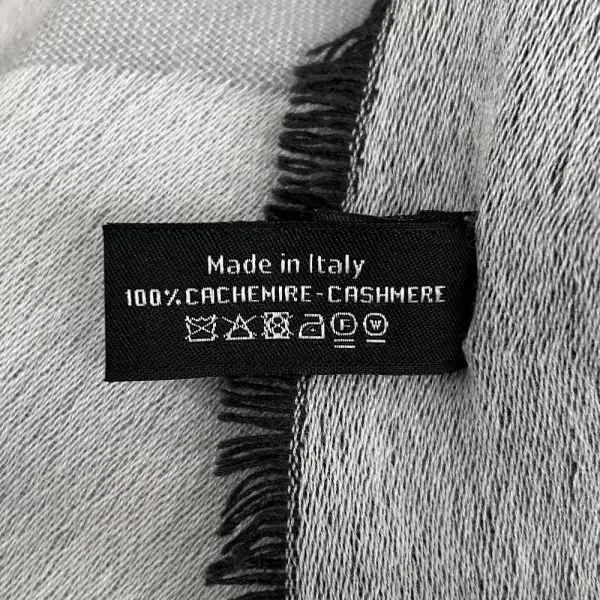 Made in Italy
100% CACHEMIRE-CASHMERE
F W